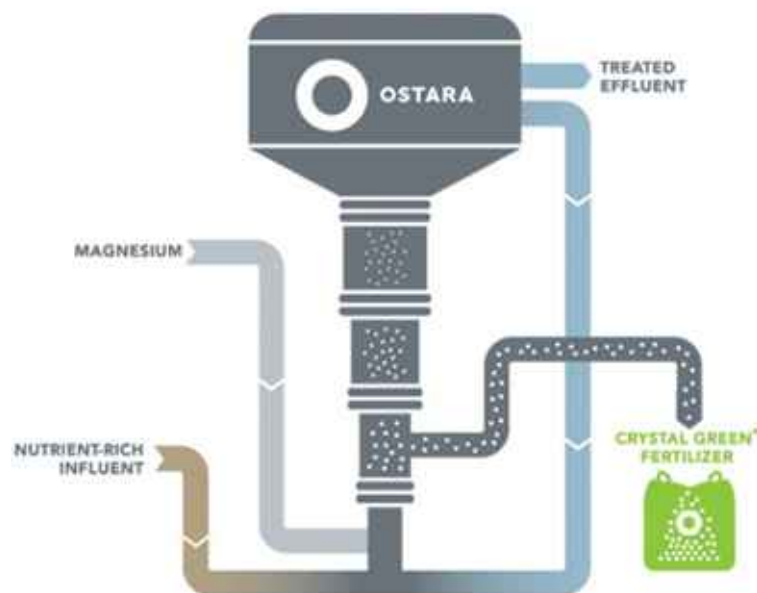 OSTARA
TREATED
EFFLUENT
MAGNESIUM
NUTRIENT-RICH
INFLUENT
CRYSTAL GREEN®
FERTILIZER